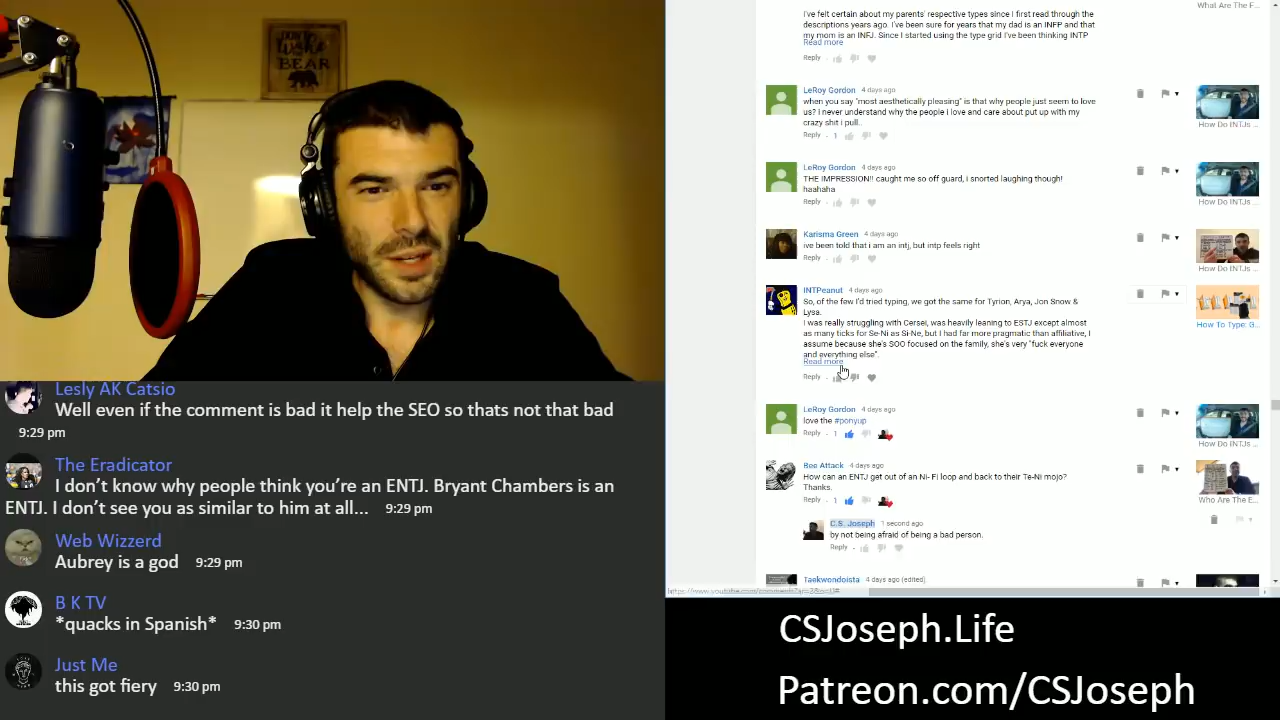 DON'T
Wake
the
BEAR
Lesly AK Catsio
Well even if the comment is bad it help the SEO so thats not that bad
9:29 pm
The Eradicator
I don't know why people think you're an ENTJ. Bryant Chambers is an
ENTJ. I don't see you as similar to him at all... 9:29 pm
Web Wizzerd
Aubrey is a god 9:29 pm
B K TV
*quacks in Spanish* 9:30 pm
Just Me
this got fiery 9:30 pm
What Are The F...
I've felt certain about my parents' respective types since I first read through the
descriptions years ago. I've been sure for years that my dad is an INFP and that
my mom is an INFJ. Since I started using the type grid I've been thinking INTP
Read more
Reply
LeRoy Gordon 4 days ago
when you say "most aesthetically pleasing" is that why people just seem to love
us? I never understand why the people i love and care about put up with my
crazy shit i pull..
Reply 1
How Do INTJs ...
LeRoy Gordon 4 days ago
THE IMPRESSION!! caught me so off guard, i snorted laughing though!
haahaha
Reply
How Do INTJs ...
Karisma Green 4 days ago
ive been told that i am an intj, but intp feels right
Reply
How Do INTJs ...
INTPeanut 4 days ago
So, of the few I'd tried typing, we got the same for Tyrion, Arya, Jon Snow &
Lysa.
I was really struggling with Cersei, was heavily leaning to ESTJ except almost
as many ticks for Se-Ni as Si-Ne, but I had far more pragmatic than affiliative, I
assume because she's SOO focused on the family, she's very "fuck everyone
and everything else".
Read more
Reply
How To Type: G...
LeRoy Gordon 4 days ago
love the #ponyup
Reply 1
How Do INTJs ...
Bee Attack 4 days ago
How can an ENTJ get out of an Ni- Fi loop and back to their Te-Ni mojo?
Thanks.
Reply 1
Who Are The E...
C.S. Joseph 1 second ago
by not being afraid of being a bad person.
Reply
Taekwondoista 4 days ago (edited)
CSJoseph.Life
Patreon.com/CSJoseph